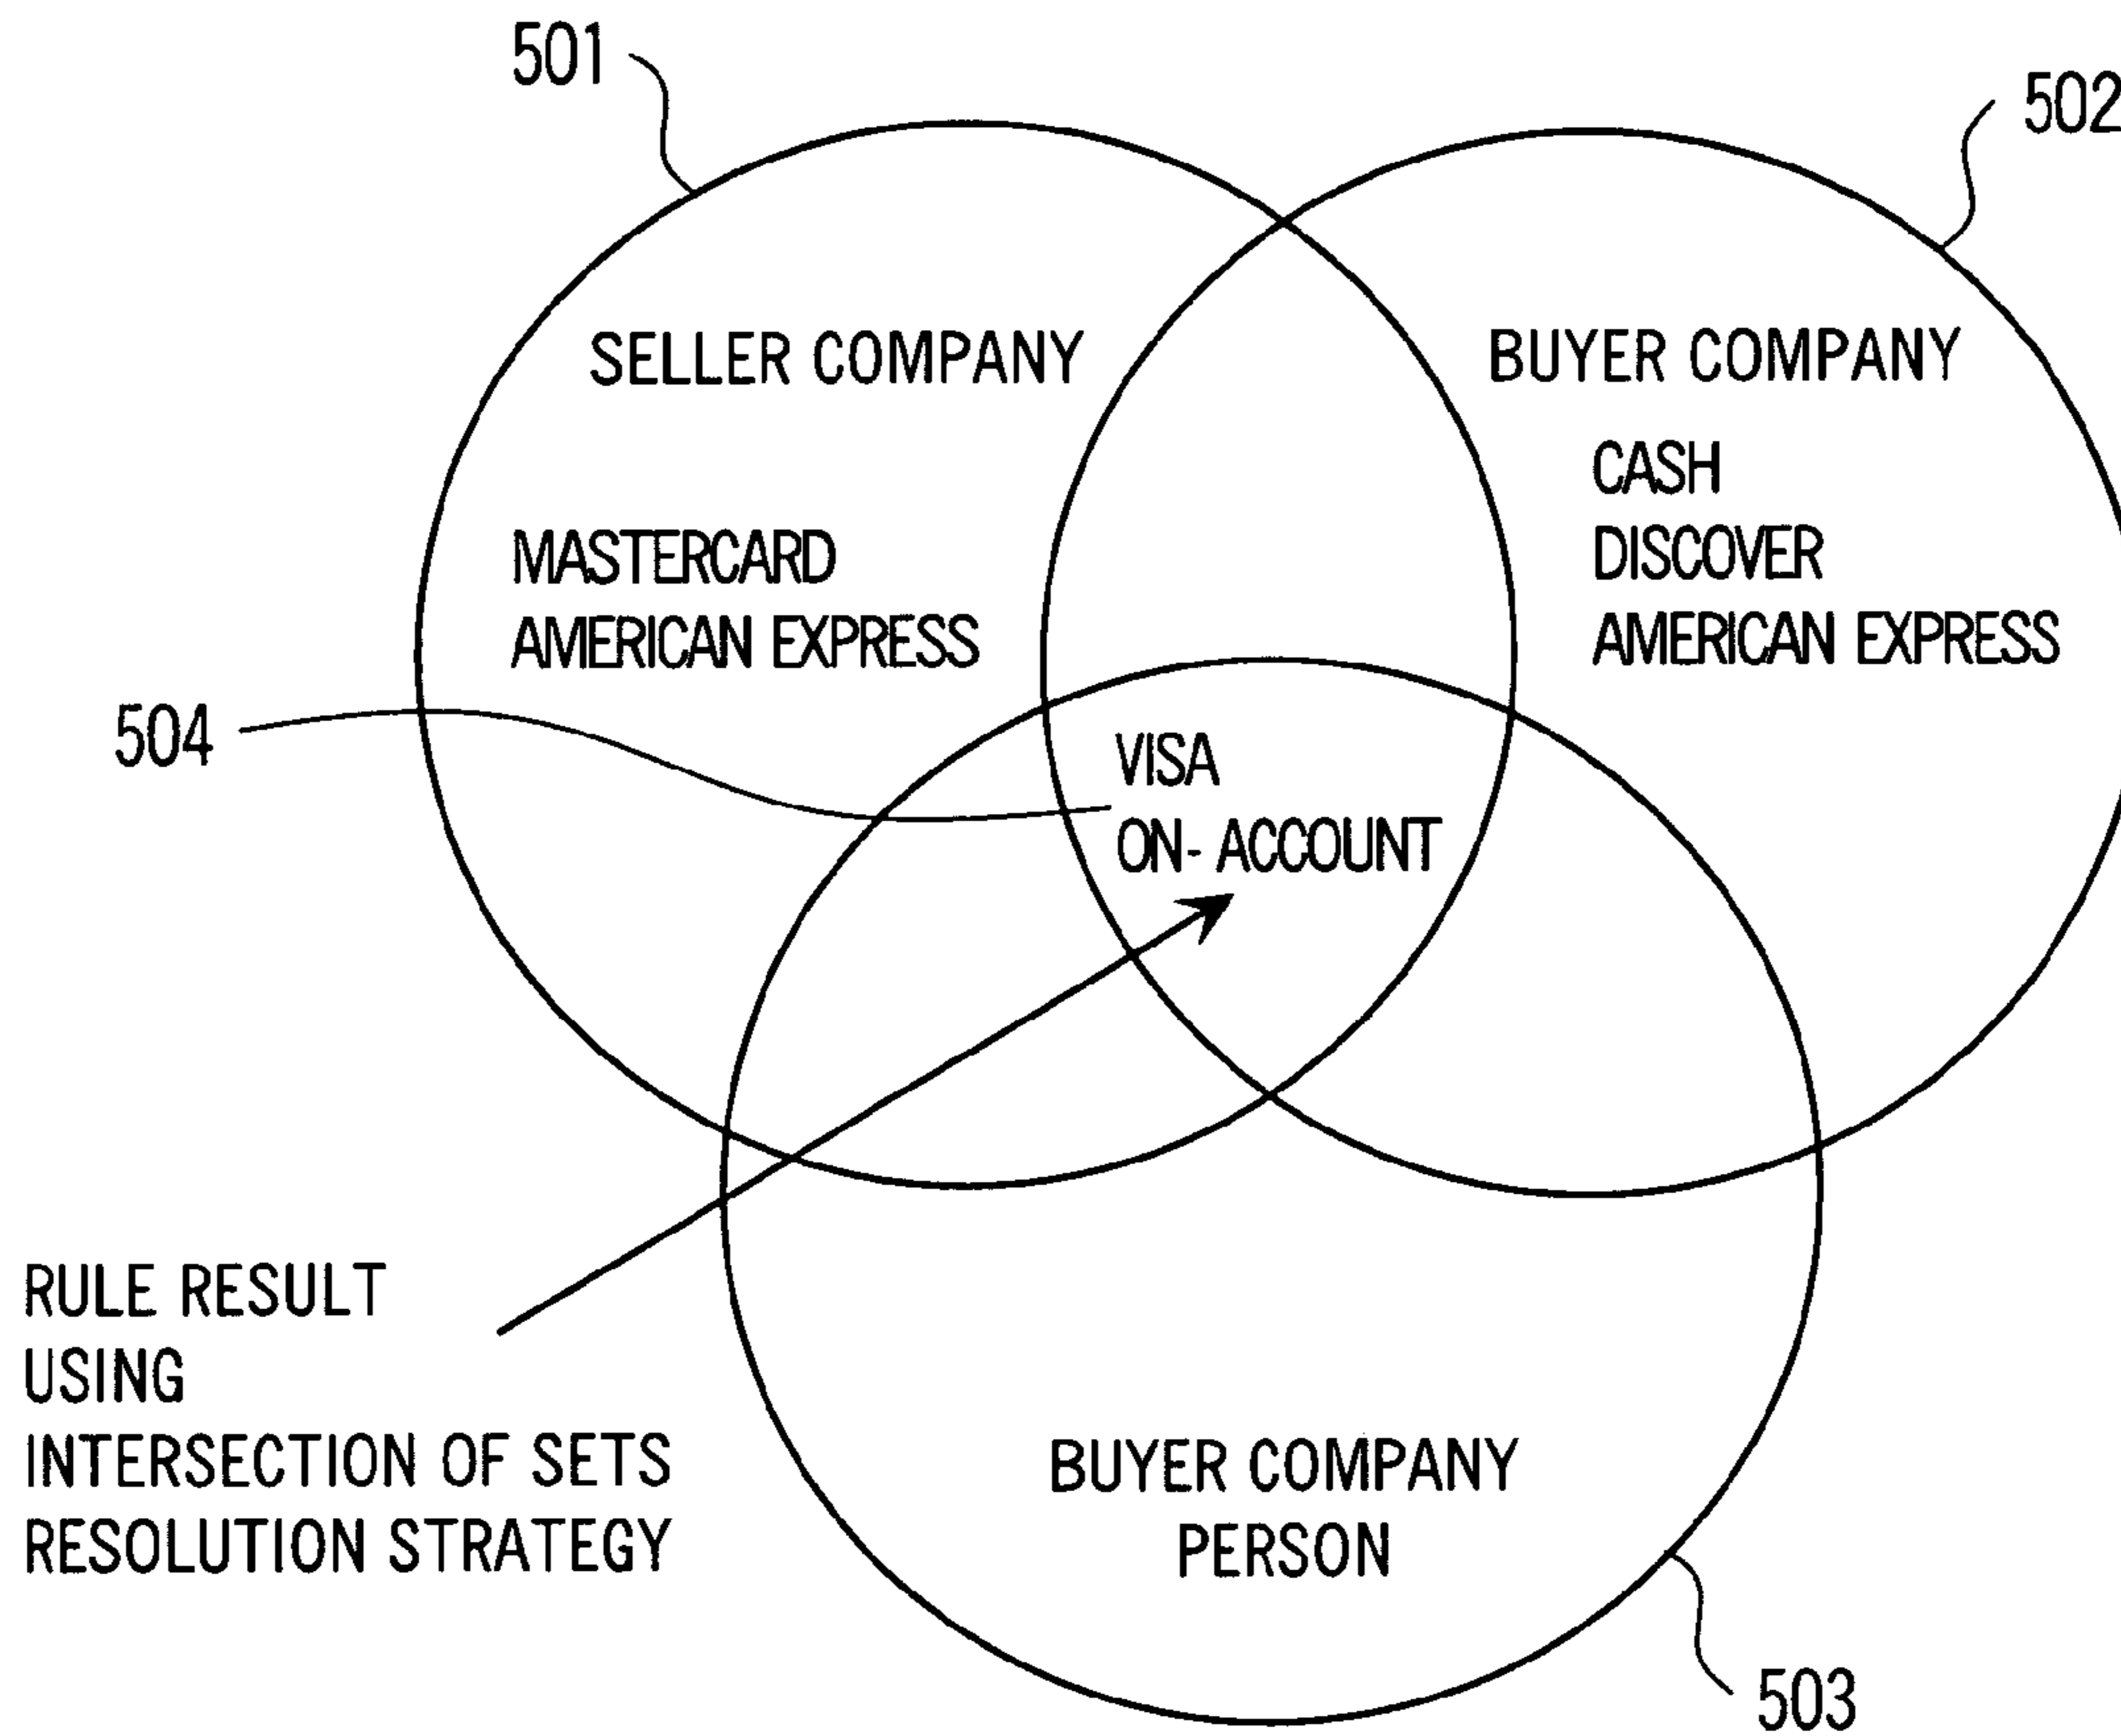 501
502
SELLER COMPANY
MASTERCARD
AMERICAN EXPRESS
BUYER COMPANY
CASH
DISCOVER
AMERICAN EXPRESS
504
VISA
ON- ACCOUNT
RULE RESULT
USING
INTERSECTION OF SETS
RESOLUTION STRATEGY
BUYER COMPANY
PERSON
503